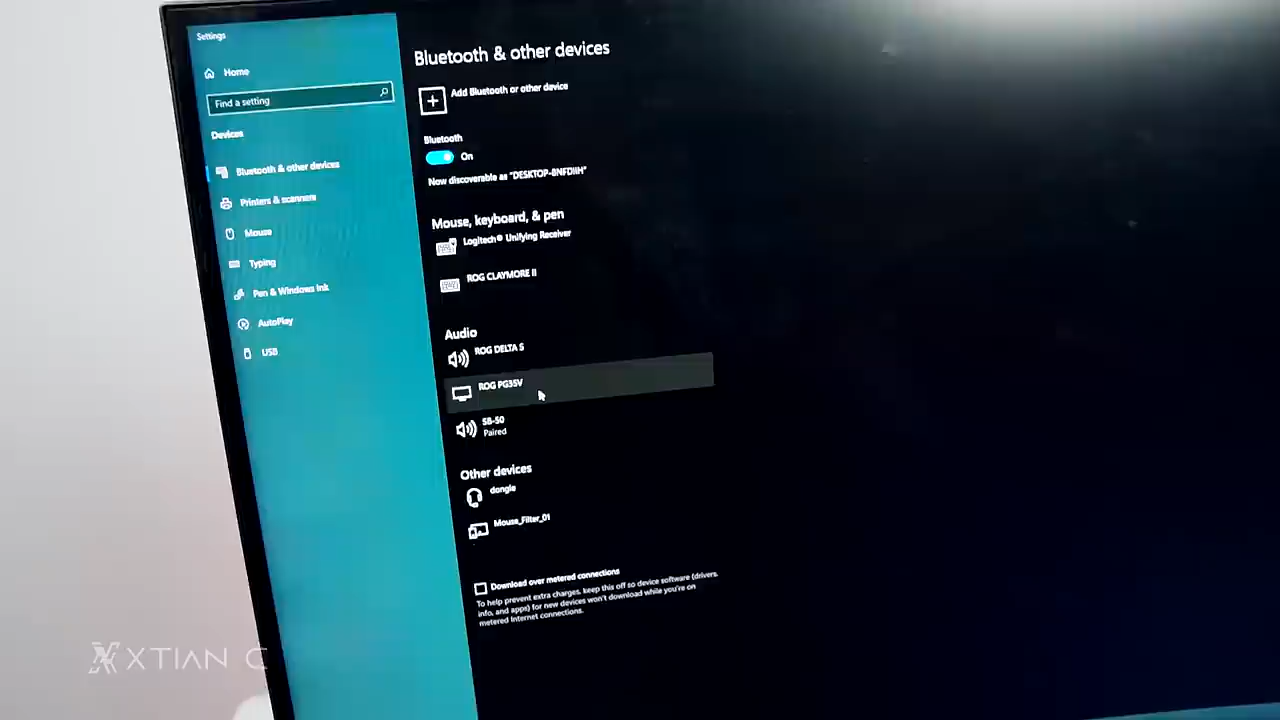 Settings
Home
Find a setting
Devices
Bluetooth & other devices
Printers & scanners
Mouse
Typing
Pen & Windows Ink
AutoPlay
USB
Bluetooth & other devices
Add Bluetooth or other device
Bluetooth
On
Now discoverable as "DESKTOP-8NFDIIH"
Mouse, keyboard, & pen
Logitech® Unifying Receiver
ROG CLAYMORE II
Audio
ROG DELTA S
ROG PG35V
SB-50
Paired
Other devices
dongle
Mouse_Filter_01
Download over metered connections
To help prevent extra charges, keep this off so device software (drivers,
info, and apps) for new devices won't download while you're on
metered Internet connections.
XTIAN C